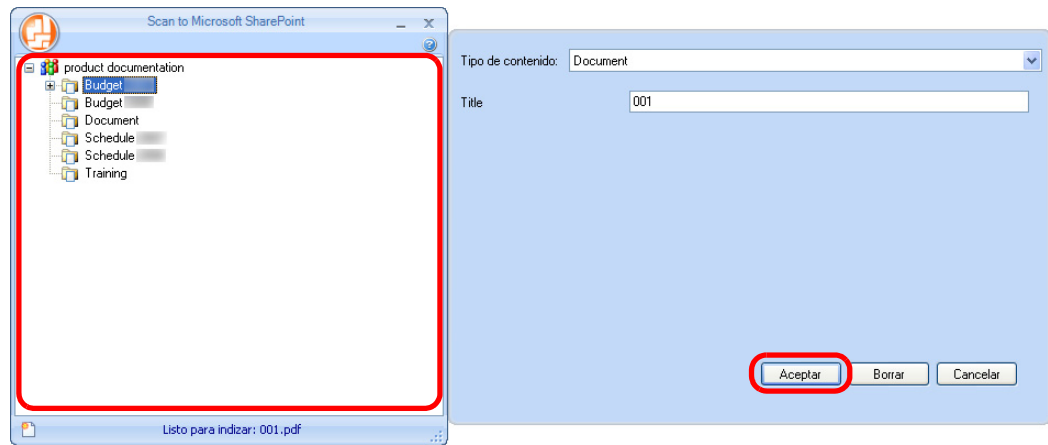 Scan to Microsoft SharePoint
product documentation
Budget
Budget
Document
Schedule
Schedule
Training
Listo para indizar: 001.pdf
Tipo de contenido: Document
Title 001
Aceptar Borrar Cancelar